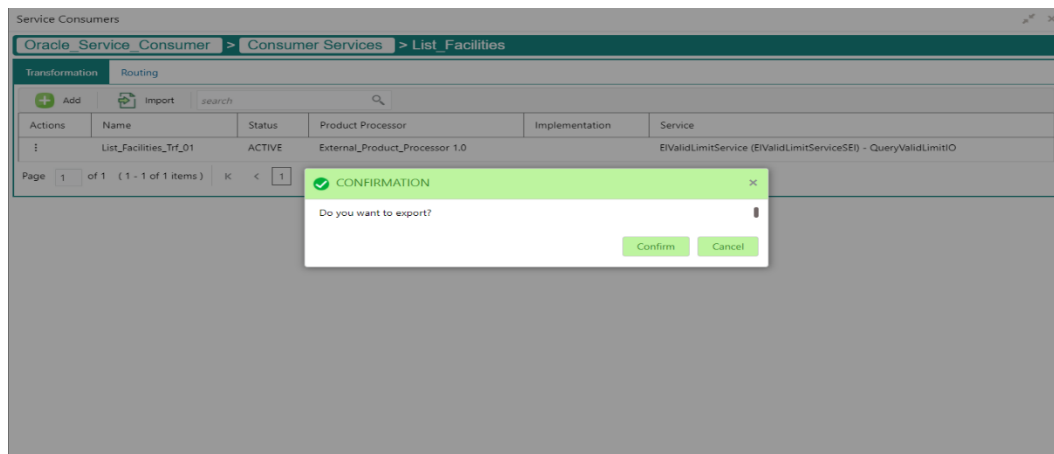 Service Consumers
Oracle_Service_Consumer > Consumer Services > List_Facilities
Transformation Routing
Add Import search
Actions Name Status Product Processor Implementation Service
List_Facilities_Trf_01 ACTIVE External_Product_Processor 1.0 EIValidLimitService (EIValidLimitServiceSEI) - QueryValidLimitIO
Page 1 of 1 (1 - 1 of 1 items) K < 1
CONFIRMATION
Do you want to export?
Confirm Cancel